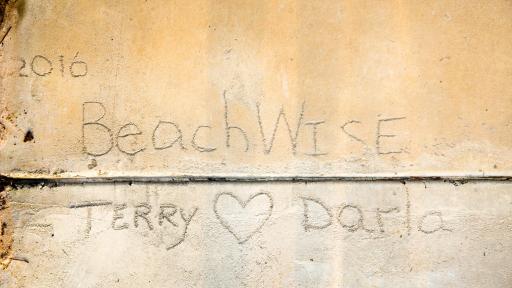 2016
BeachWISE
TERRY ♡ Darla